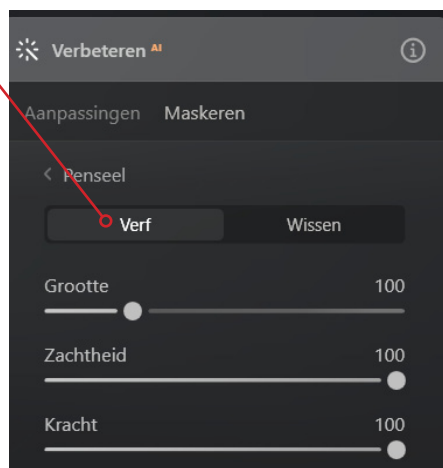 Verbeteren AI
Aanpassingen Maskeren
Penseel
Verf Wissen
Grootte 100
Zachtheid 100
Kracht 100